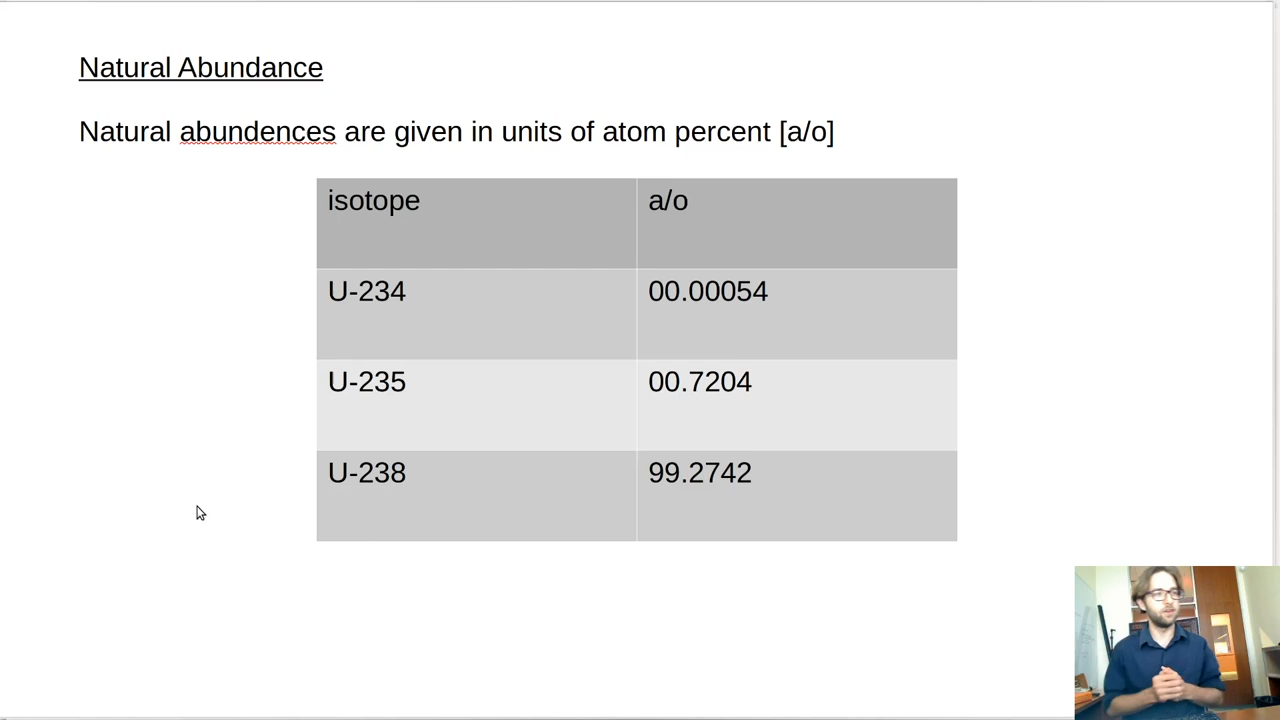 Natural Abundance
Natural abundences are given in units of atom percent [a/o]
isotope a/o
U-234 00.00054
U-235 00.7204
U-238 99.2742